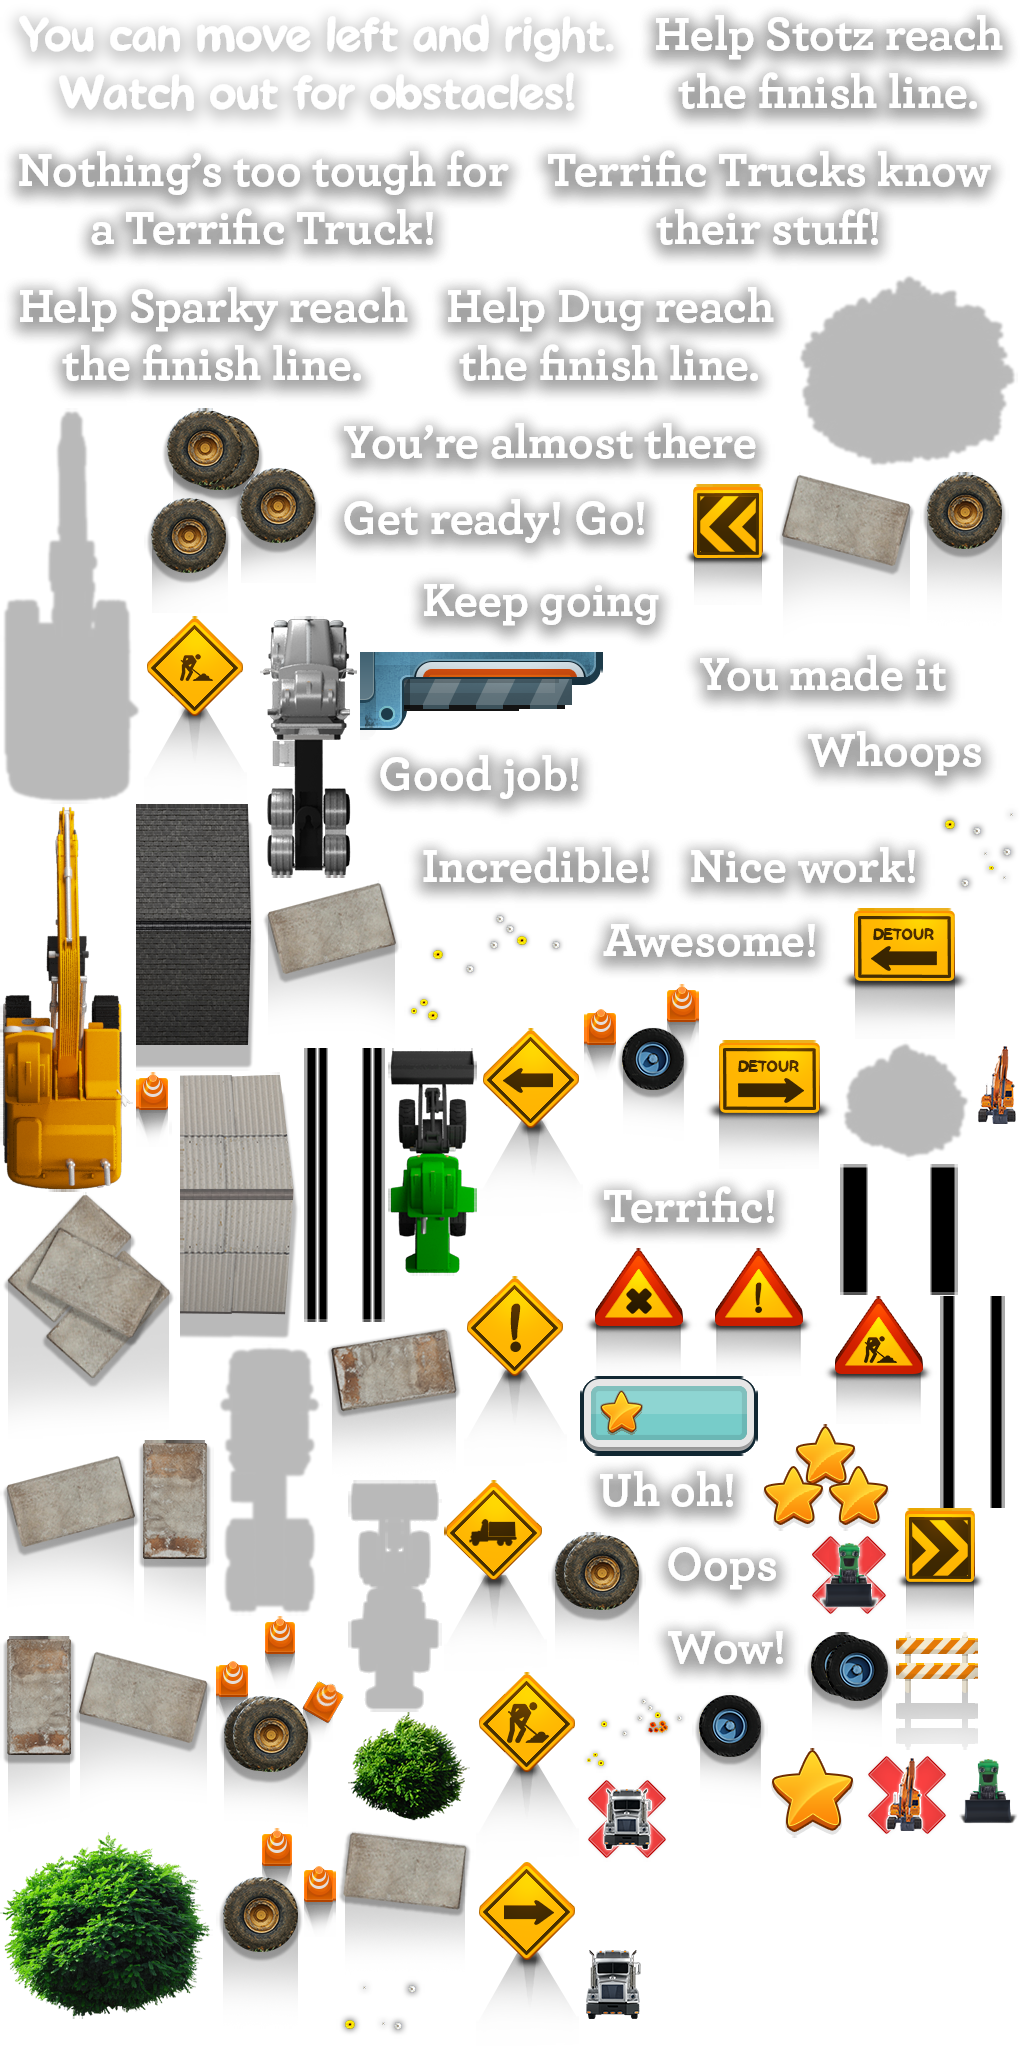 You can move left and right.
Watch out for obstacles!
Help Stotz reach
the finish line.
Nothing’s too tough for
a Terrific Truck!
Terrific Trucks know
their stuff!
Help Sparky reach
the finish line.
Help Dug reach
the finish line.
You’re almost there
Get ready! Go!
Keep going
You made it
Whoops
Good job!
Incredible!
Nice work!
Awesome!
DETOUR
DETOUR
Terrific!
Uh oh!
Oops
Wow!